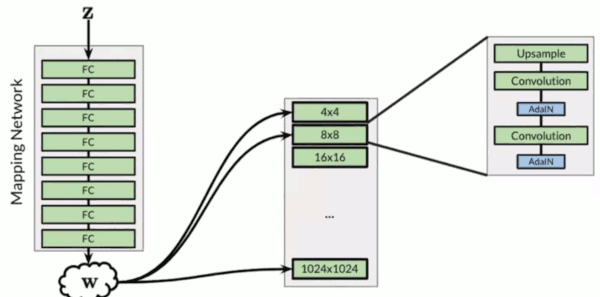 Z
Mapping Network
FC
FC
FC
FC
FC
FC
FC
FC
W
4x4
8x8
16x16
...
1024x1024
Upsample
Convolution
AdaIN
Convolution
AdaIN